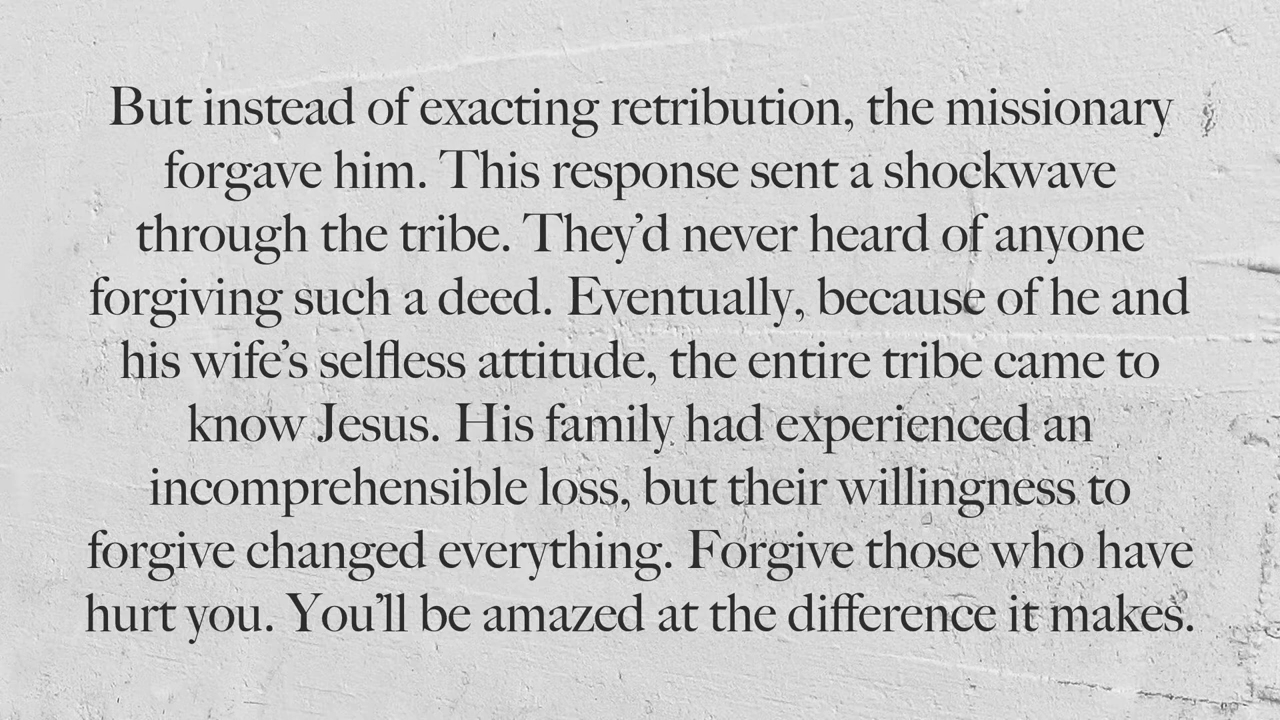 But instead of exacting retribution, the missionary
forgave him. This response sent a shockwave
through the tribe. They’d never heard of anyone
forgiving such a deed. Eventually, because of he and
his wife’s selfless attitude, the entire tribe came to
know Jesus. His family had experienced an
incomprehensible loss, but their willingness to
forgive changed everything. Forgive those who have
hurt you. You’ll be amazed at the difference it makes.